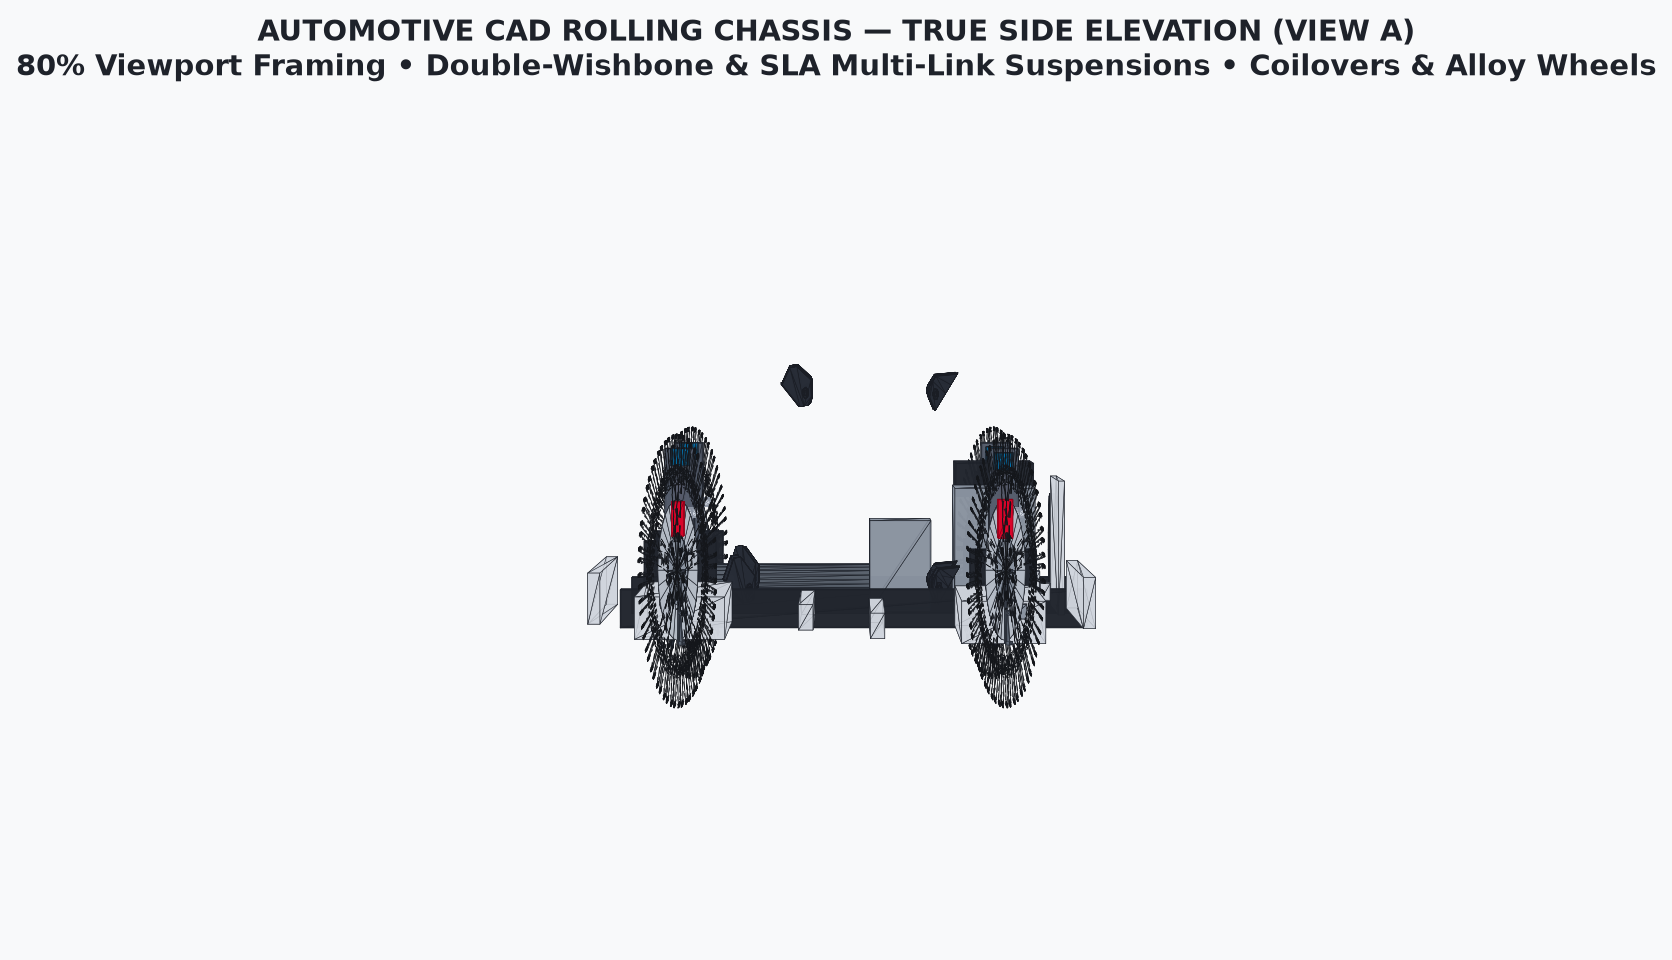 AUTOMOTIVE CAD ROLLING CHASSIS — TRUE SIDE ELEVATION (VIEW A)
80% Viewport Framing • Double-Wishbone & SLA Multi-Link Suspensions • Coilovers & Alloy Wheels